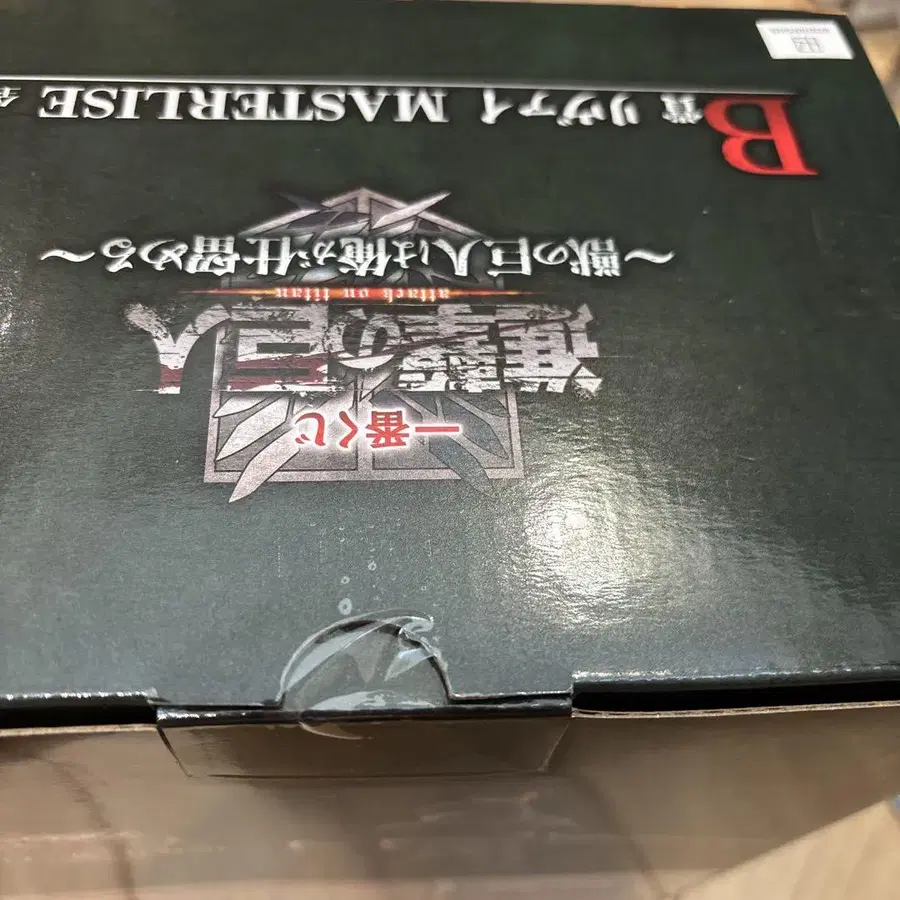 一番くじ
進撃の巨人
attack on titan
～獣の巨人は俺が仕留める～
B賞 リヴァイ MASTERLISE 全